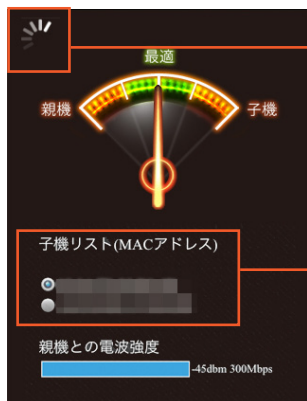 最適
親機
子機
子機リスト(MACアドレス)
親機との電波強度
-45dbm 300Mbps